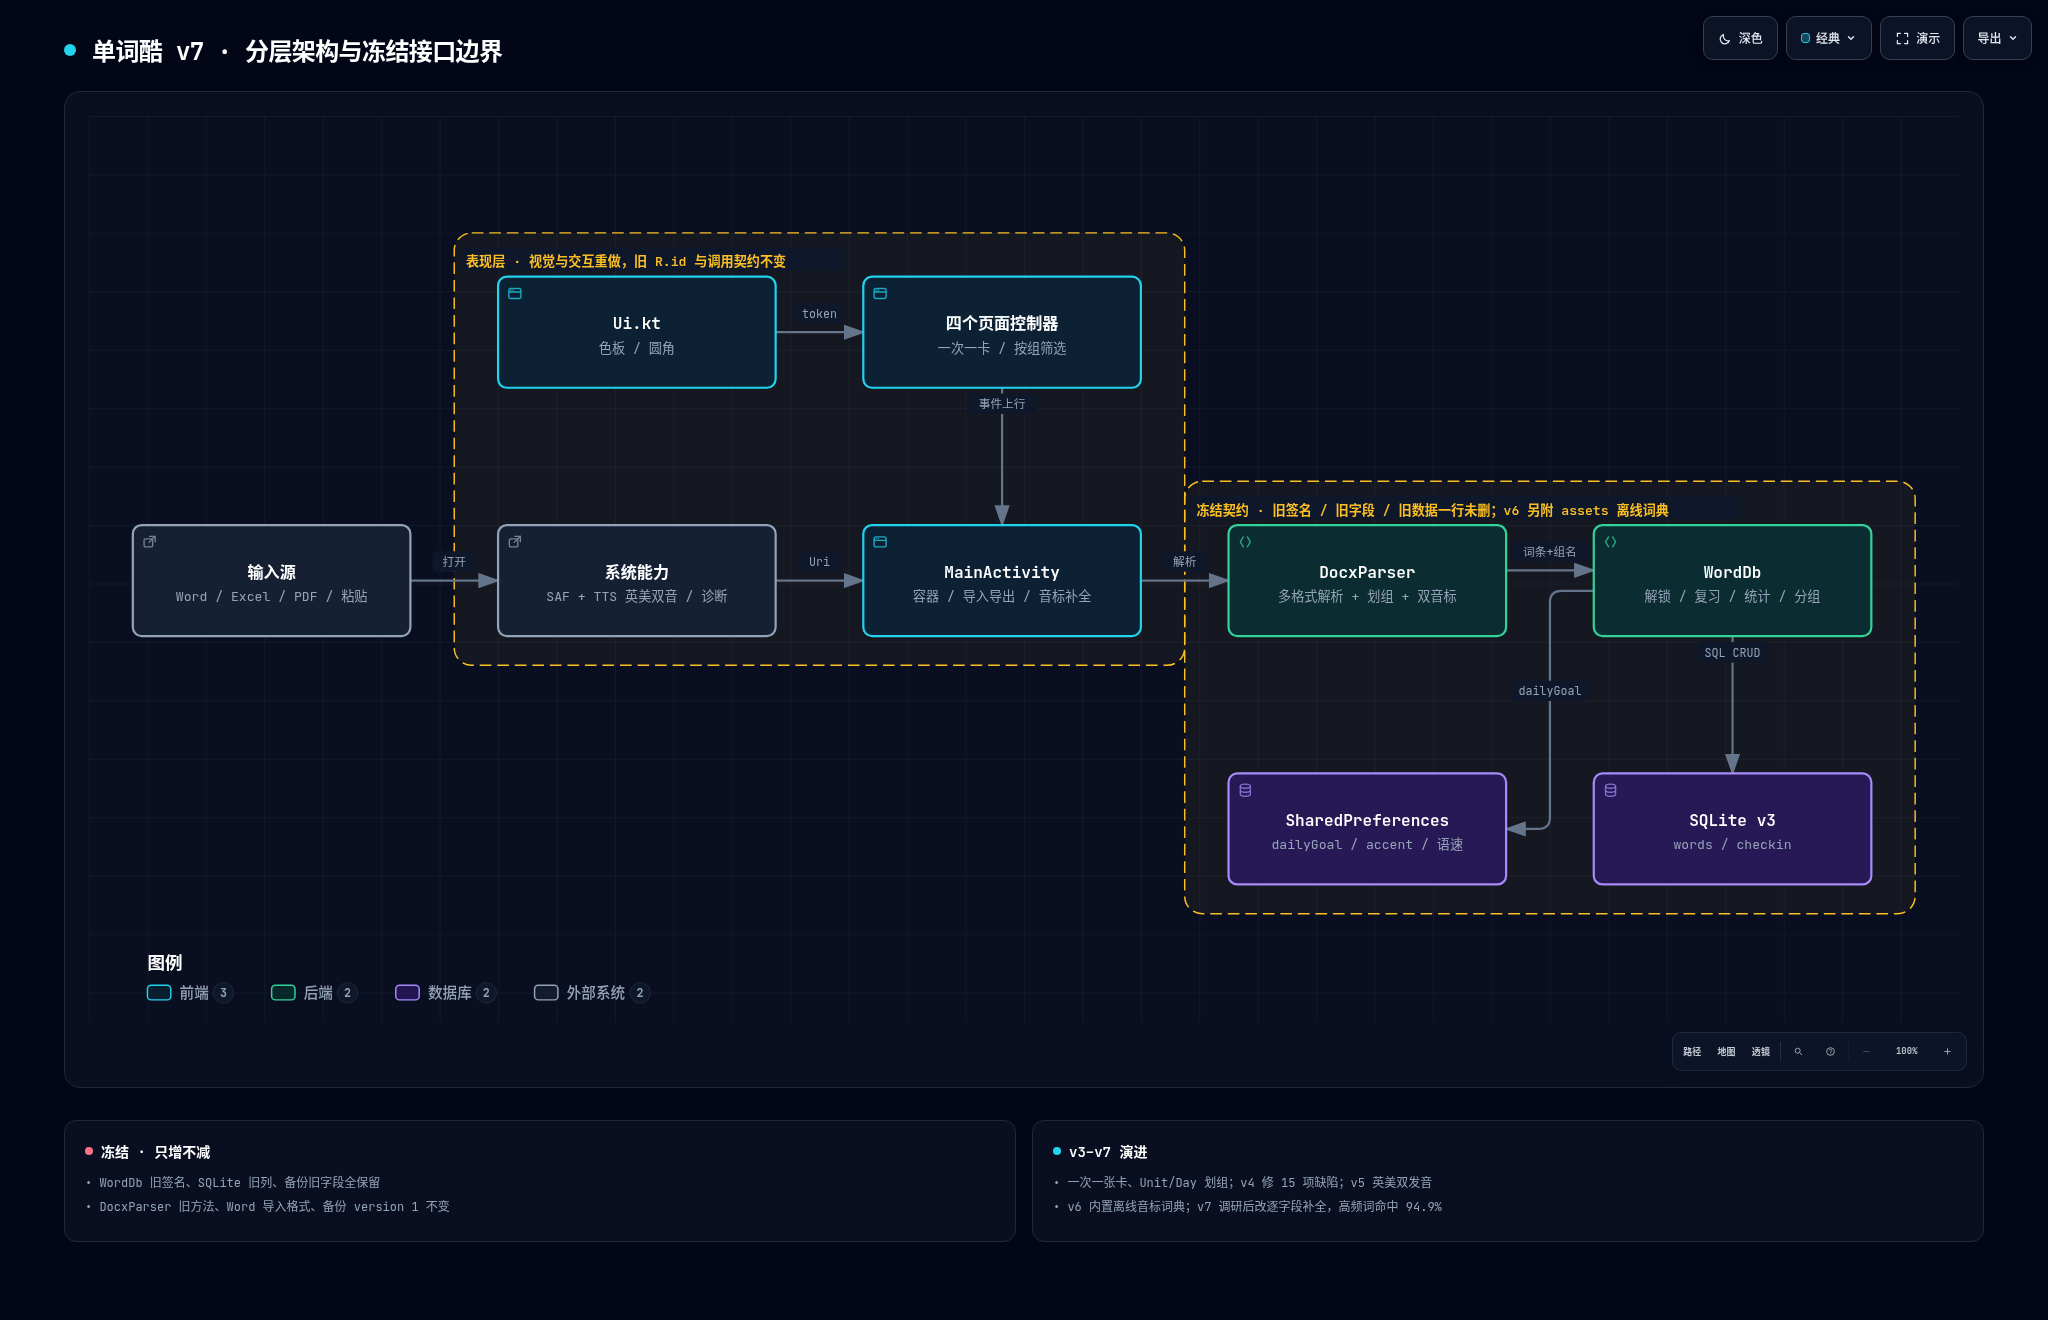 单词酷 v7 · 分层架构与冻结接口边界
深色
经典
演示
导出
表现层 · 视觉与交互重做，旧 R.id 与调用契约不变
Ui.kt
色板 / 圆角
token
四个页面控制器
一次一卡 / 按组筛选
事件上行
冻结契约 · 旧签名 / 旧字段 / 旧数据一行未删；v6 另附 assets 离线词典
输入源
Word / Excel / PDF / 粘贴
打开
系统能力
SAF + TTS 英美双音 / 诊断
Uri
MainActivity
容器 / 导入导出 / 音标补全
解析
DocxParser
多格式解析 + 划组 + 双音标
词条+组名
WordDb
解锁 / 复习 / 统计 / 分组
SQL CRUD
dailyGoal
SharedPreferences
dailyGoal / accent / 语速
SQLite v3
words / checkin
图例
前端 3
后端 2
数据库 2
外部系统 2
路径 地图 透镜 − 100% +
冻结 · 只增不减
• WordDb 旧签名、SQLite 旧列、备份旧字段全保留
• DocxParser 旧方法、Word 导入格式、备份 version 1 不变
v3–v7 演进
• 一次一张卡、Unit/Day 划组；v4 修 15 项缺陷；v5 英美双发音
• v6 内置离线音标词典；v7 调研后改逐字段补全，高频词命中 94.9%